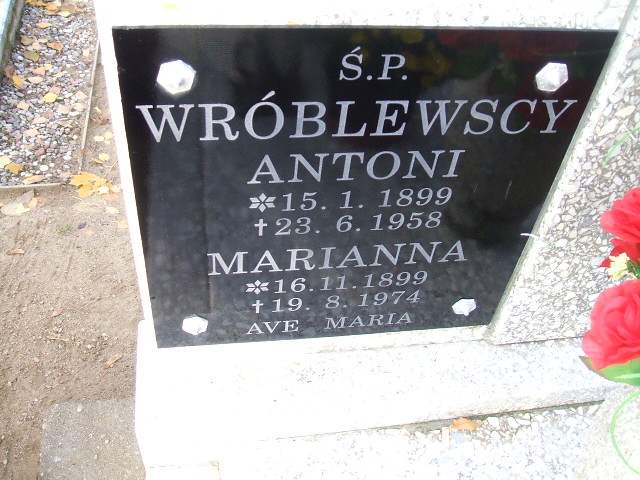 Ś.P.
WRÓBLEWSCY
ANTONI
✲15. 1. 1899
†23. 6. 1958
MARIANNA
✲16.11.1899
†19. 8. 1974
AVE MARIA